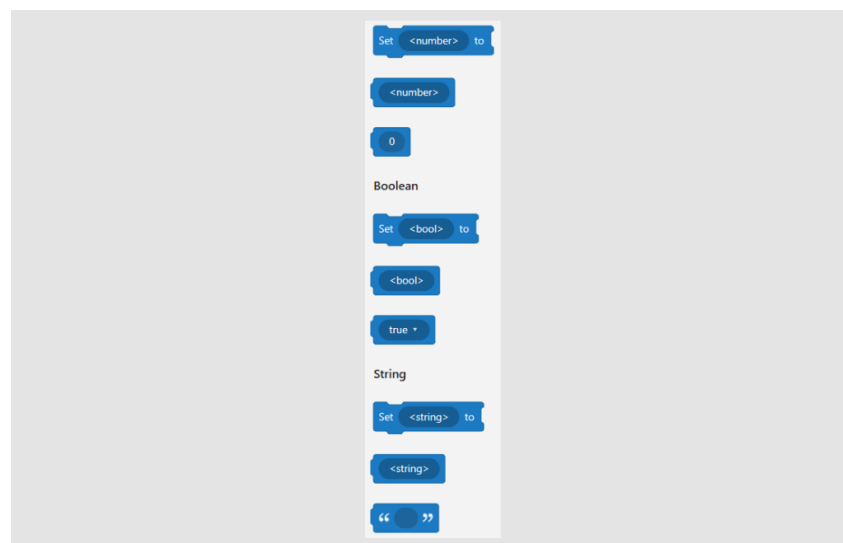 Set <number> to
<number>
0
Boolean
Set <bool> to
<bool>
true
String
Set <string> to
<string>
“ ”